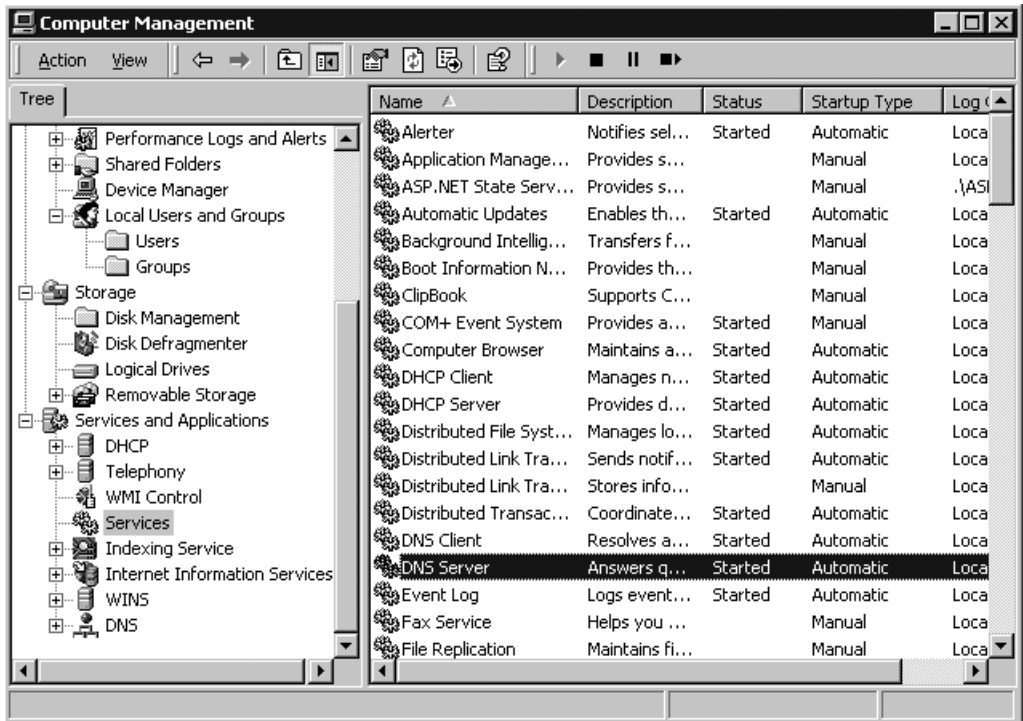 Computer Management
Action View
Tree
Performance Logs and Alerts
Shared Folders
Device Manager
Local Users and Groups
Users
Groups
Storage
Disk Management
Disk Defragmenter
Logical Drives
Removable Storage
Services and Applications
DHCP
Telephony
WMI Control
Services
Indexing Service
Internet Information Services
WINS
DNS
Name Description Status Startup Type Log
Alerter Notifies sel... Started Automatic Loca
Application Manage... Provides s... Manual Loca
ASP.NET State Serv... Provides s... Manual .\ASI
Automatic Updates Enables th... Started Automatic Loca
Background Intellig... Transfers f... Manual Loca
Boot Information N... Provides th... Manual Loca
ClipBook Supports C... Manual Loca
COM+ Event System Provides a... Started Manual Loca
Computer Browser Maintains a... Started Automatic Loca
DHCP Client Manages n... Started Automatic Loca
DHCP Server Provides d... Started Automatic Loca
Distributed File Syst... Manages lo... Started Automatic Loca
Distributed Link Tra... Sends notif... Started Automatic Loca
Distributed Link Tra... Stores info... Manual Loca
Distributed Transac... Coordinate... Started Automatic Loca
DNS Client Resolves a... Started Automatic Loca
DNS Server Answers q... Started Automatic Loca
Event Log Logs event... Started Automatic Loca
Fax Service Helps you ... Manual Loca
File Replication Maintains fi... Manual Loca